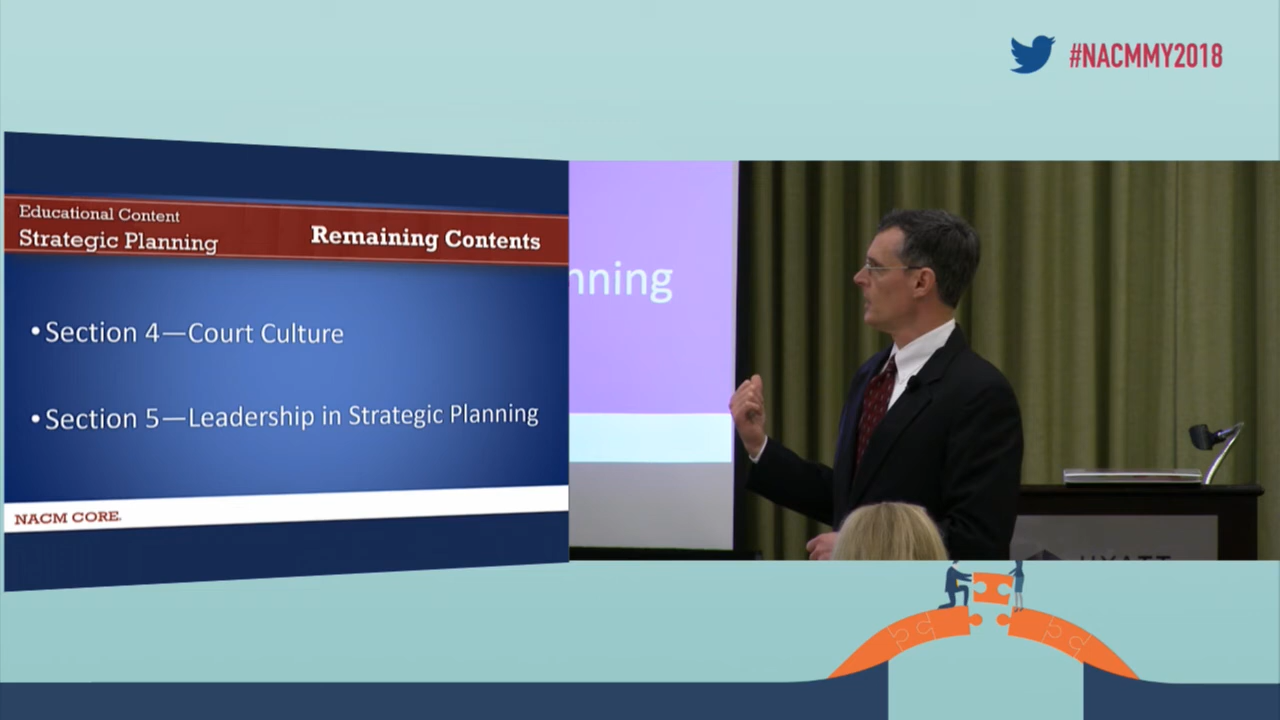 #NACMMY2018
Educational Content
Strategic Planning
Remaining Contents
•Section 4—Court Culture
•Section 5—Leadership in Strategic Planning
NACM CORE.
nning
HYATT